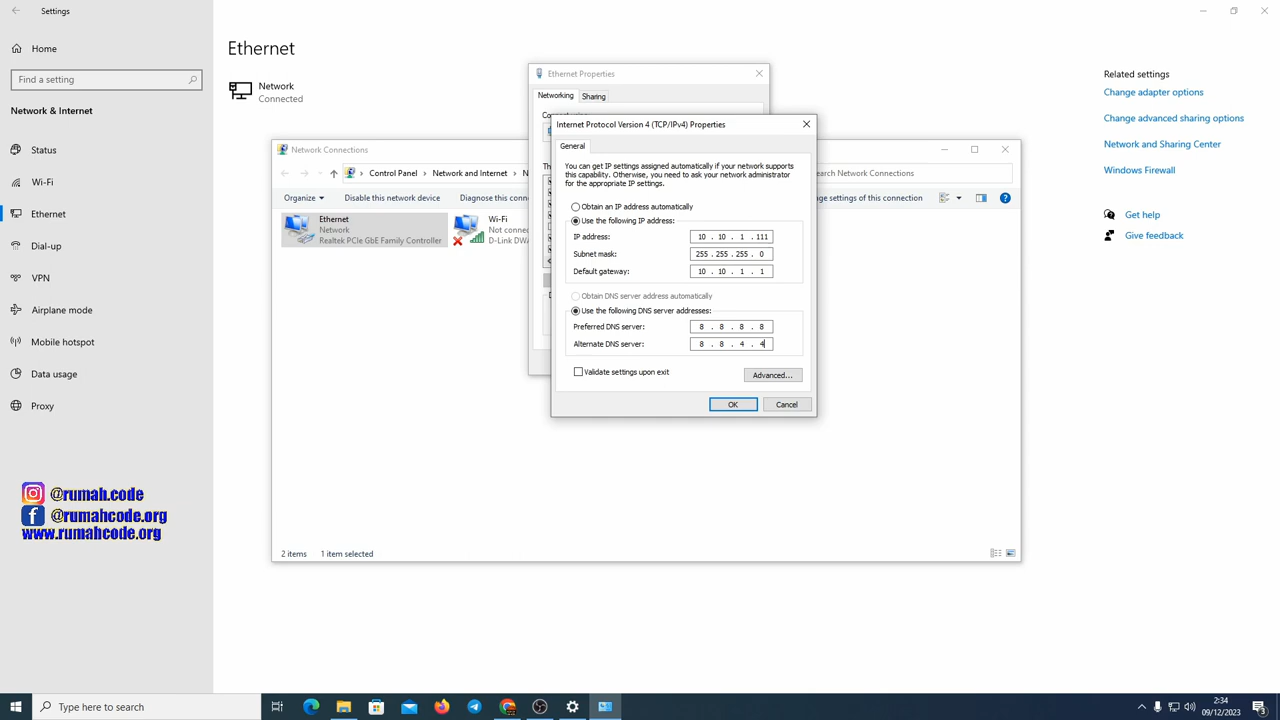 Settings
Home
Find a setting
Network & Internet
Status
Wi-Fi
Ethernet
Dial-up
VPN
Airplane mode
Mobile hotspot
Data usage
Proxy
@rumah.code
@rumahcode.org
www.rumahcode.org
Ethernet
Network
Connected
Related settings
Change adapter options
Change advanced sharing options
Network and Sharing Center
Windows Firewall
Get help
Give feedback
Network Connections
Control Panel
Network and Internet
Search Network Connections
Organize
Disable this network device
Diagnose this conn
ge settings of this connection
Ethernet
Network
Realtek PCIe GbE Family Controller
Wi-Fi
Not connec
D-Link DW
2 items
1 item selected
Ethernet Properties
Networking
Sharing
Internet Protocol Version 4 (TCP/IPv4) Properties
General
You can get IP settings assigned automatically if your network supports
this capability. Otherwise, you need to ask your network administrator
for the appropriate IP settings.
Obtain an IP address automatically
Use the following IP address:
IP address: 10 . 10 . 1 . 111
Subnet mask: 255 . 255 . 255 . 0
Default gateway: 10 . 10 . 1 . 1
Obtain DNS server address automatically
Use the following DNS server addresses:
Preferred DNS server: 8 . 8 . 8 . 8
Alternate DNS server: 8 . 8 . 4 . 4
Validate settings upon exit
Advanced...
OK
Cancel
Type here to search
2:34
09/12/2023